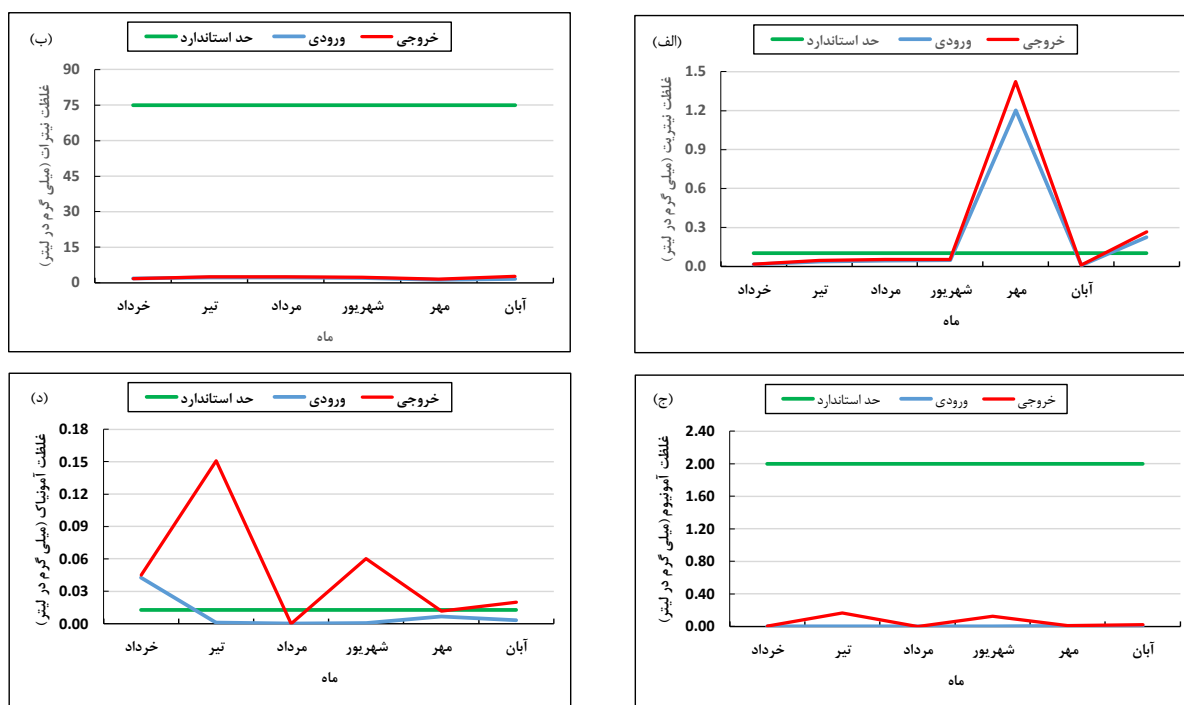 (الف)
حد استاندارد ورودی خروجی
غلظت نیتریت (میلی گرم در لیتر)
1.5
1.2
0.9
0.6
0.3
0.0
خرداد تیر مرداد شهریور مهر آبان
ماه
(ب)
حد استاندارد ورودی خروجی
غلظت نیترات (میلی گرم در لیتر)
90
75
60
45
30
15
0
خرداد تیر مرداد شهریور مهر آبان
ماه
(ج)
حد استاندارد ورودی خروجی
غلظت آمونیوم (میلی گرم در لیتر)
2.40
2.00
1.60
1.20
0.80
0.40
0.00
خرداد تیر مرداد شهریور مهر آبان
ماه
(د)
حد استاندارد ورودی خروجی
غلظت آمونیاک (میلی گرم در لیتر)
0.18
0.15
0.12
0.09
0.06
0.03
0.00
خرداد تیر مرداد شهریور مهر آبان
ماه